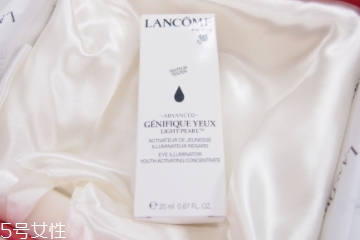 LANCÔME
PARIS
-ADVANCED-
GÉNIFIQUE YEUX
LIGHT PEARL™
ACTIVATEUR DE JEUNESSE
ILLUMINATEUR REGARD
EYE ILLUMINATOR
YOUTH ACTIVATING CONCENTRATE
℮ 20 ml 0.67 FL. OZ.
5号女性